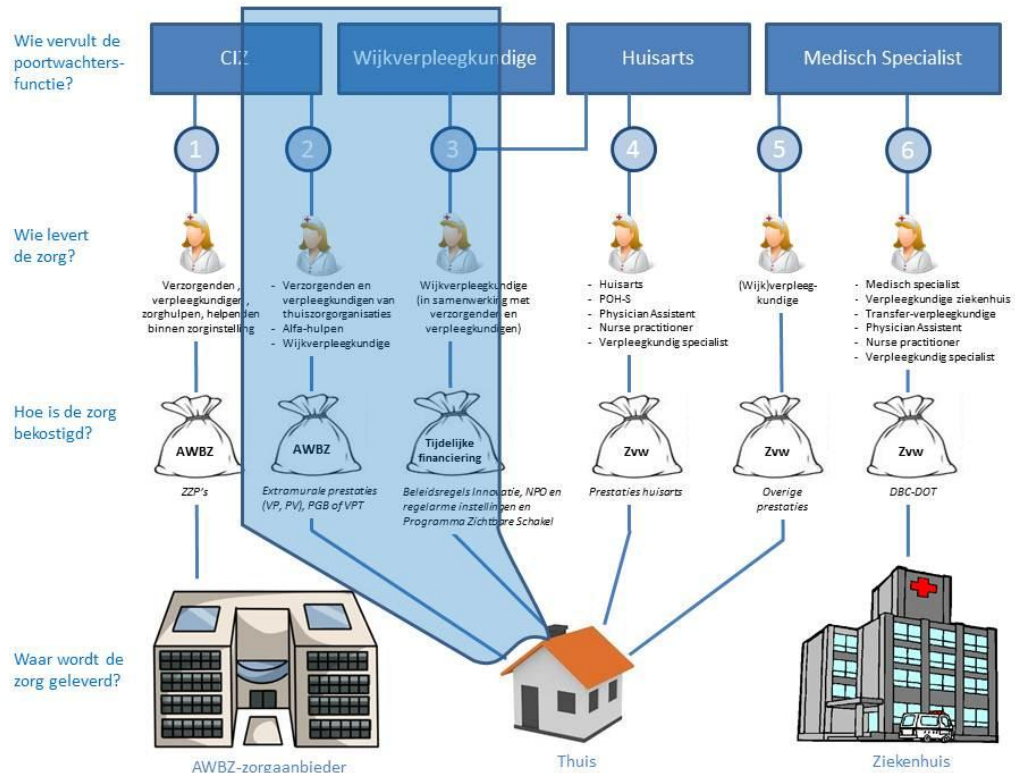 Wie vervult de
poortwachters-
functie?
CIZ
Wijkverpleegkundige
Huisarts
Medisch Specialist
1
2
3
4
5
6
Wie levert
de zorg?
Verzorgenden ,
verpleegkundigen ,
zorghulpen, helpenden
binnen zorginstelling
- Verzorgenden en
verpleegkundigen van
thuiszorgorganisaties
- Alfa-hulpen
- Wijkverpleegkundige
Wijkverpleegkundige
(in samenwerking met
verzorgenden en
verpleegkundigen)
- Huisarts
- POH-S
- Physician Assistent
- Nurse practitioner
- Verpleegkundig specialist
(Wijk)verpleeg-
kundige
- Medisch specialist
- Verpleegkundige ziekenhuis
- Transfer-verpleegkundige
- Physician Assistent
- Nurse practitioner
- Verpleegkundig specialist
Hoe is de zorg
bekostigd?
AWBZ
AWBZ
Tijdelijke
financiering
Zvw
Zvw
Zvw
ZZP's
Extramurale prestaties
(VP, PV), PGB of VPT
Beleidsregels Innovatie, NPO en
regelarme instellingen en
Programma Zichtbare Schakel
Prestaties huisarts
Overige
prestaties
DBC-DOT
Waar wordt de
zorg geleverd?
AWBZ-zorgaanbieder
Thuis
Ziekenhuis